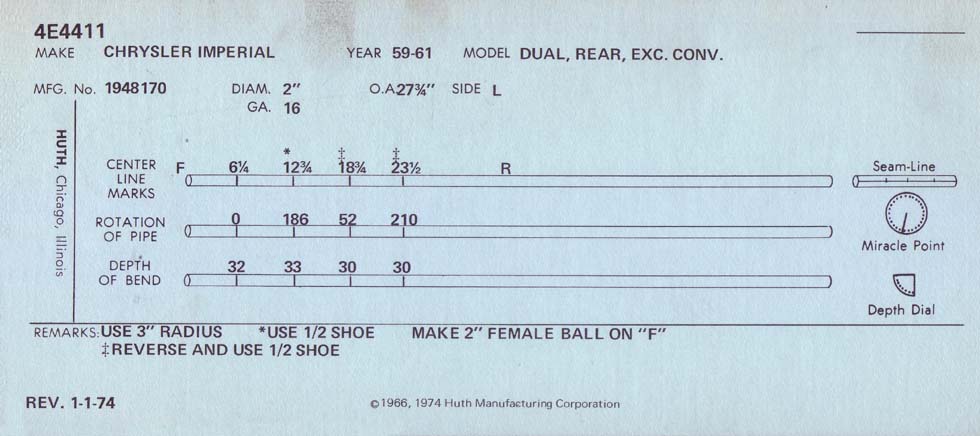 4E4411
MAKE CHRYSLER IMPERIAL YEAR 59-61 MODEL DUAL, REAR, EXC. CONV.
MFG. No. 1948170 DIAM. 2" O.A27¾" SIDE L
GA. 16
HUTH, Chicago, Illinois
* ‡ ‡
CENTER LINE MARKS F 6¼ 12¾ 18¾ 23½ R
Seam-Line
ROTATION OF PIPE 0 186 52 210
Miracle Point
DEPTH OF BEND 32 33 30 30
Depth Dial
REMARKS: USE 3" RADIUS *USE 1/2 SHOE MAKE 2" FEMALE BALL ON "F"
‡REVERSE AND USE 1/2 SHOE
REV. 1-1-74 ©1966, 1974 Huth Manufacturing Corporation